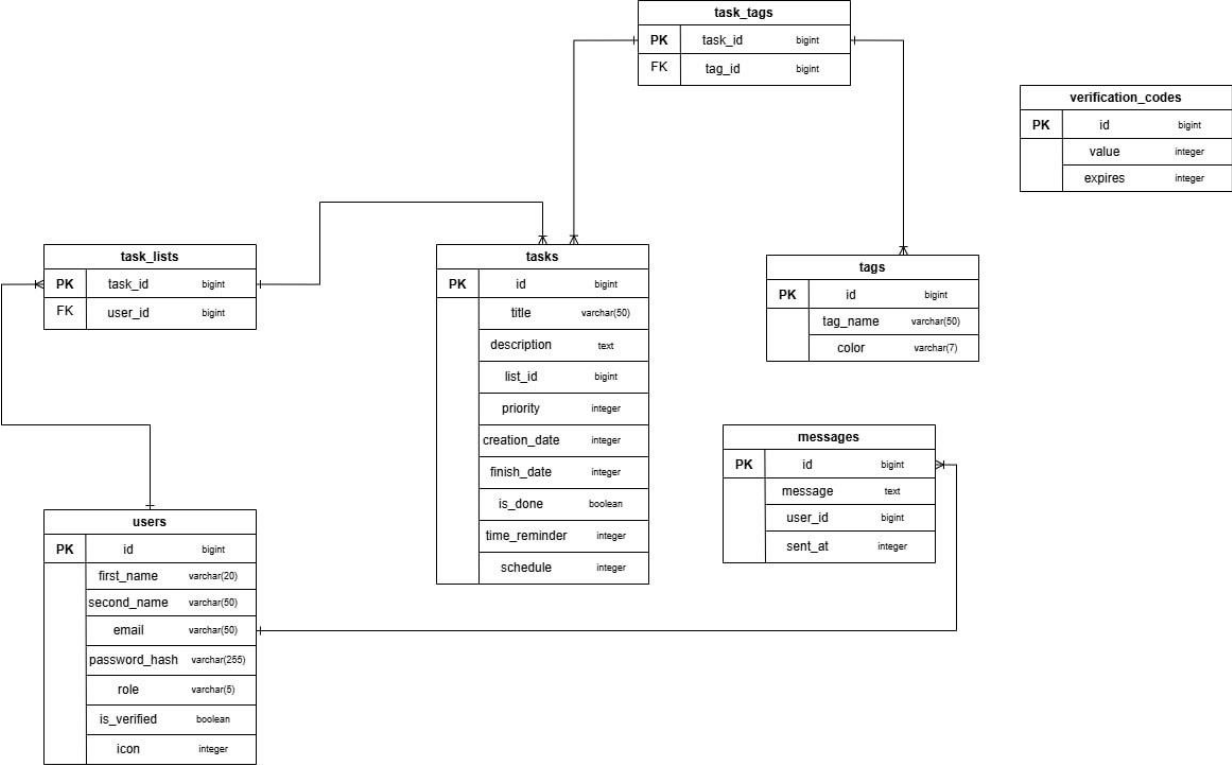 task_tags
PK task_id bigint
FK tag_id bigint
verification_codes
PK id bigint
value integer
expires integer
task_lists
PK task_id bigint
FK user_id bigint
tasks
PK id bigint
title varchar(50)
description text
list_id bigint
priority integer
creation_date integer
finish_date integer
is_done boolean
time_reminder integer
schedule integer
tags
PK id bigint
tag_name varchar(50)
color varchar(7)
messages
PK id bigint
message text
user_id bigint
sent_at integer
users
PK id bigint
first_name varchar(20)
second_name varchar(50)
email varchar(50)
password_hash varchar(255)
role varchar(5)
is_verified boolean
icon integer